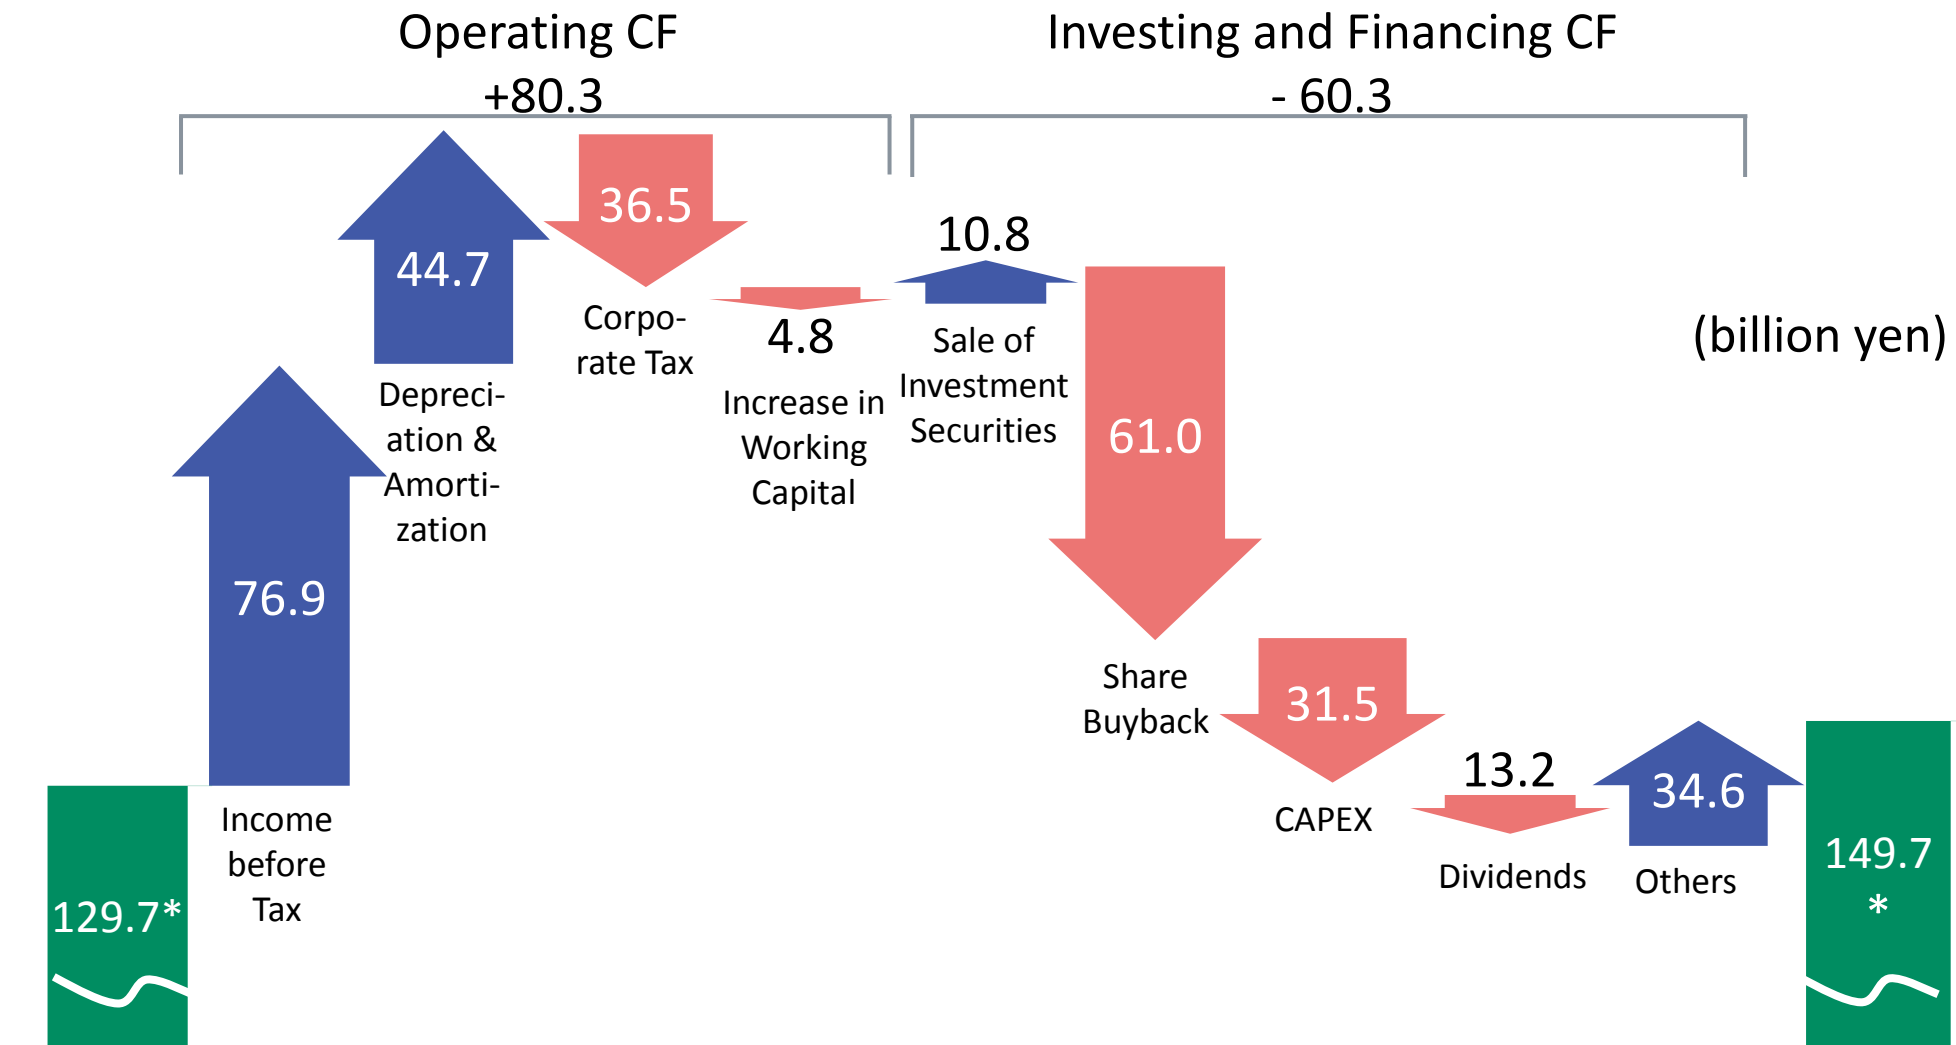 Operating CF
+80.3
Investing and Financing CF
- 60.3
(billion yen)
129.7*
76.9
Income
before
Tax
44.7
Depreci-
ation &
Amorti-
zation
36.5
Corpo-
rate Tax
4.8
Increase in
Working
Capital
10.8
Sale of
Investment
Securities
61.0
Share
Buyback
31.5
CAPEX
13.2
Dividends
34.6
Others
149.7
*